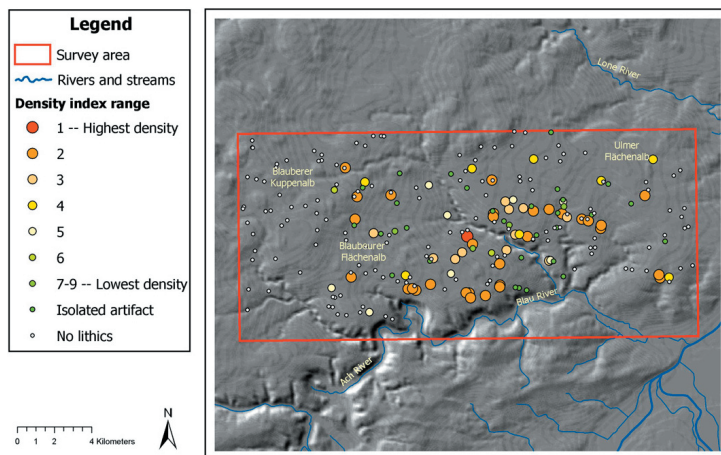 Legend
Survey area
Rivers and streams
Density index range
1 -- Highest density
2
3
4
5
6
7-9 -- Lowest density
Isolated artifact
No lithics
0 1 2 4 Kilometers
N
Lone River
Blauberer
Kuppenalb
Ulmer
Flächenalb
Blaubeurer
Flächenalb
Blau River
Ach River